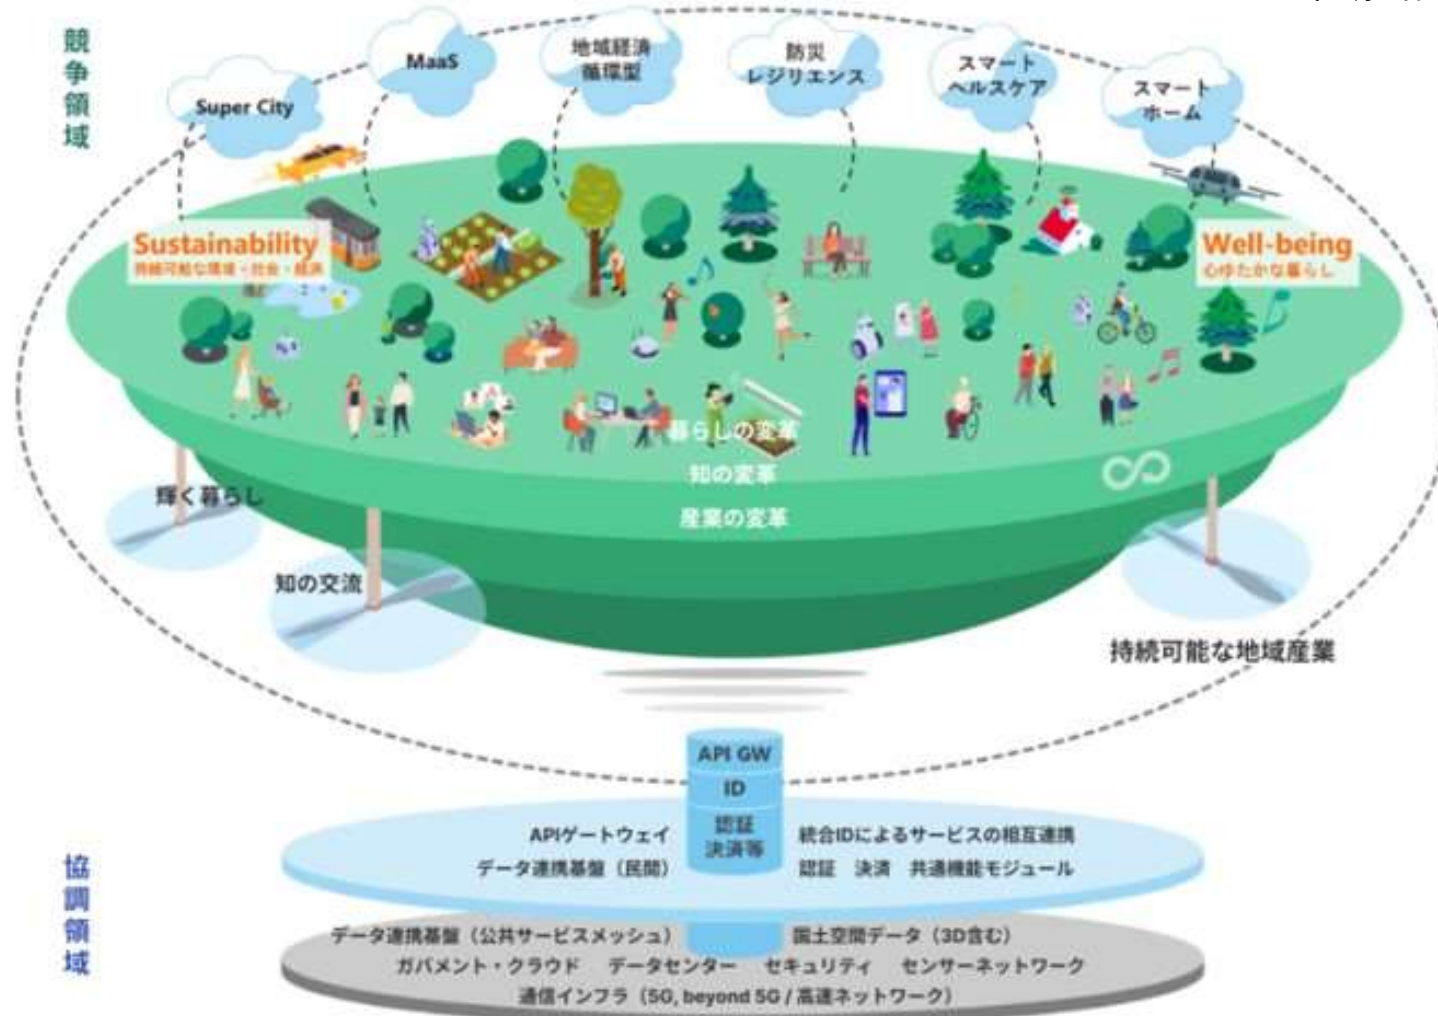 競争領域
Super City
MaaS
地域経済
循環型
防災
レジリエンス
スマート
ヘルスケア
スマート
ホーム
Sustainability
持続可能な環境・社会・経済
Well-being
心ゆたかな暮らし
暮らしの変革
知の変革
産業の変革
輝く暮らし
知の交流
持続可能な地域産業
協調領域
API GW
ID
認証
決済等
APIゲートウェイ
統合IDによるサービスの相互連携
データ連携基盤（民間）
認証 決済 共通機能モジュール
データ連携基盤（公共サービスメッシュ）
国土空間データ（3D含む）
ガバメント・クラウド データセンター セキュリティ センサーネットワーク
通信インフラ（5G, beyond 5G / 高速ネットワーク）